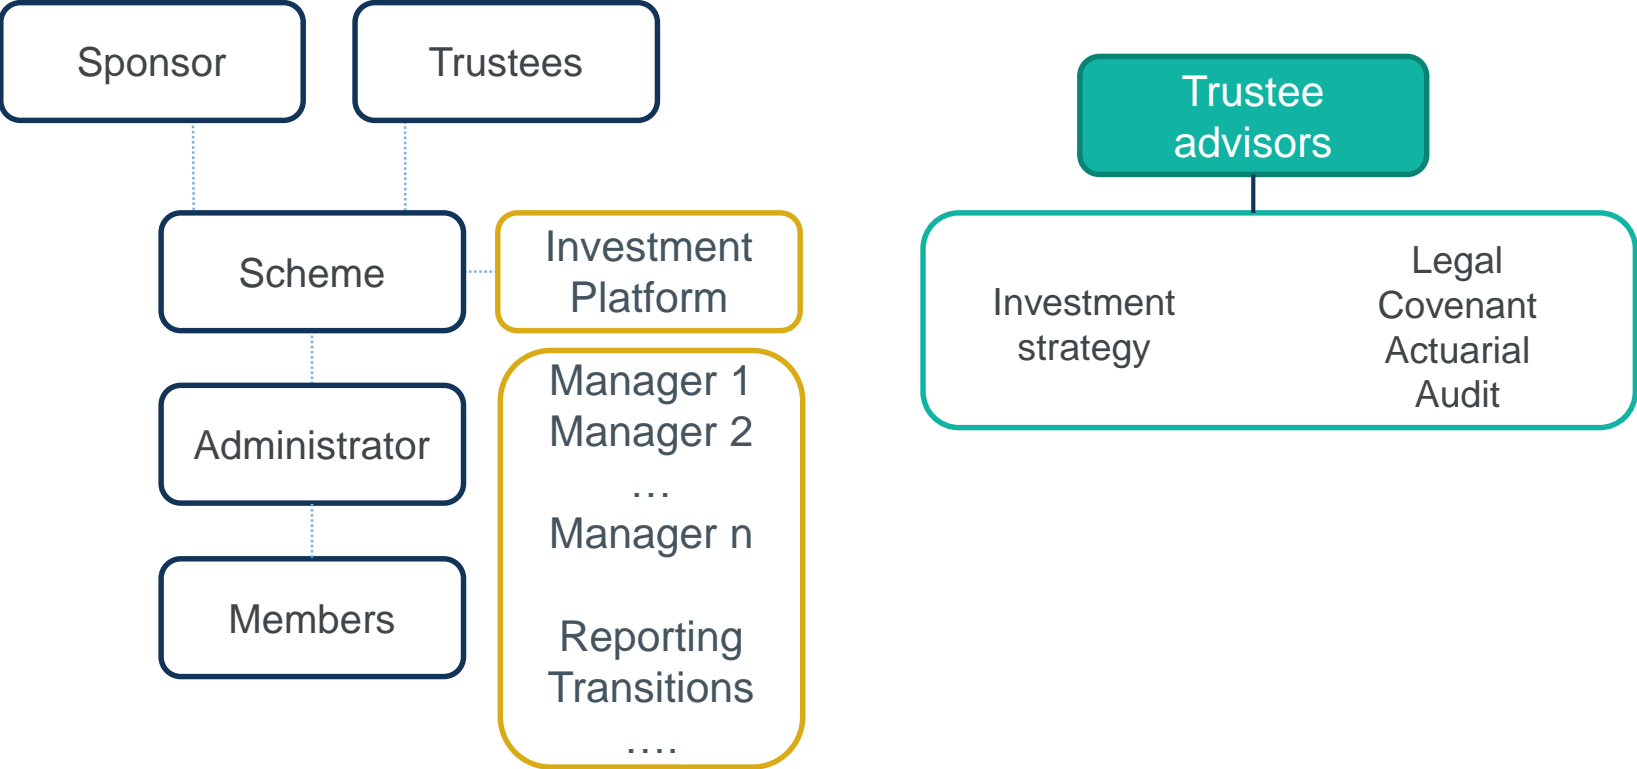 Sponsor
Trustees
Trustee
advisors
Scheme
Investment
Platform
Investment
strategy
Legal
Covenant
Actuarial
Audit
Administrator
Manager 1
Manager 2
…
Manager n
Reporting
Transitions
….
Members